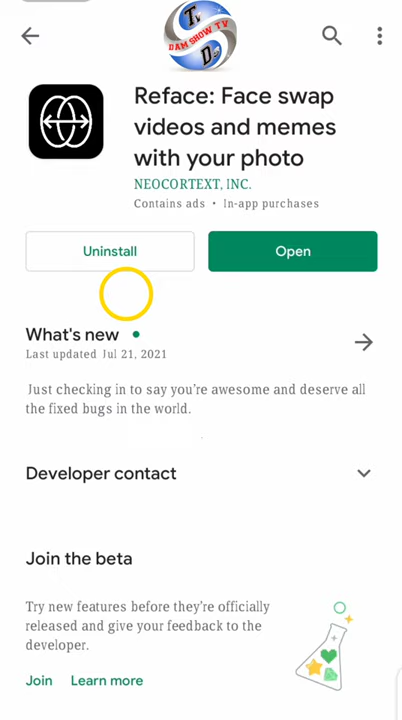 Tv
DAM SHOW TV
D
Reface: Face swap
videos and memes
with your photo
NEOCORTEXT, INC.
Contains ads • In-app purchases
Uninstall
Open
What's new •
Last updated Jul 21, 2021
Just checking in to say you're awesome and deserve all
the fixed bugs in the world.
Developer contact
Join the beta
Try new features before they're officially
released and give your feedback to the
developer.
Join
Learn more